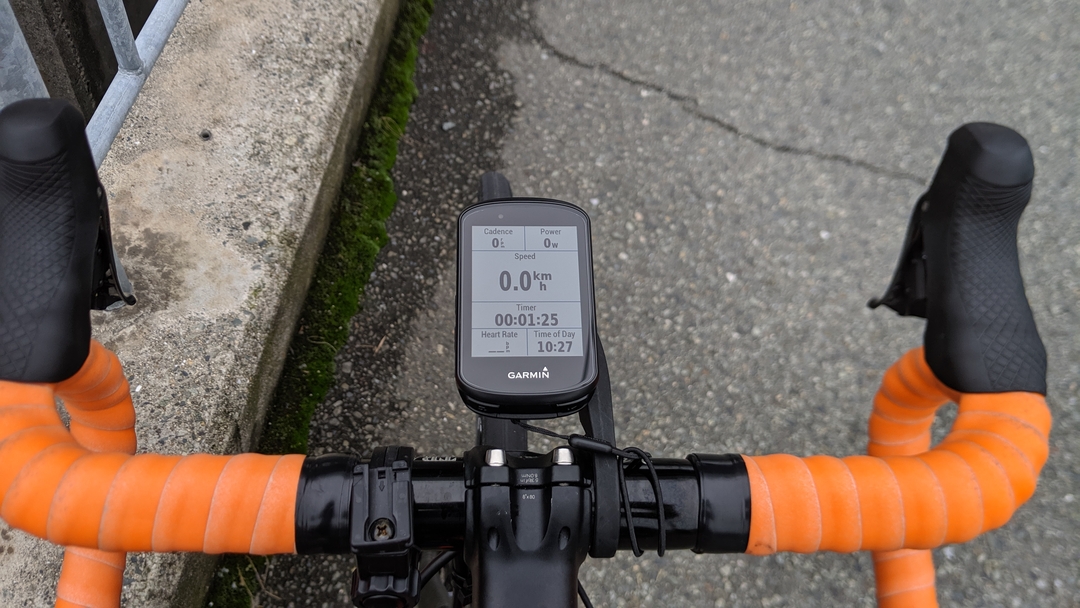 Cadence Power
0 0w
Speed
0.0 km
h
Timer
00:01:25
Heart Rate Time of Day
10:27
GARMIN